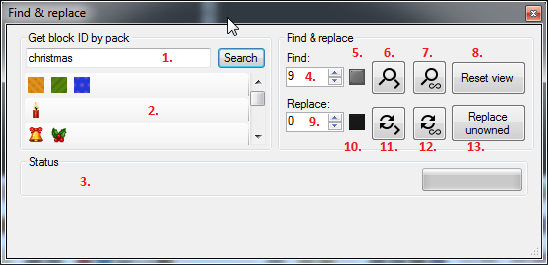 Find & replace
Get block ID by pack
christmas 1. Search
2.
Status
3.
Find & replace
Find: 5. 6. 7. 8.
9 4. Reset view
Replace:
0 9. Replace
unowned
10. 11. 12. 13.